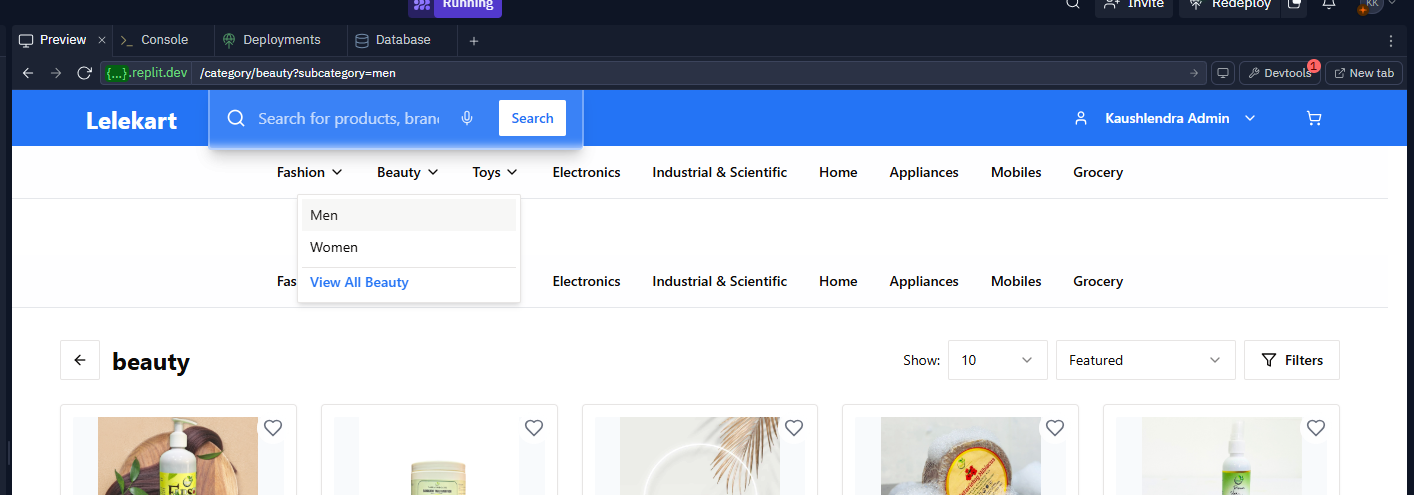 Running
Invite
Redeploy
KK
Preview
Console
Deployments
Database
{...}.replit.dev
/category/beauty?subcategory=men
Devtools
1
New tab
Lelekart
Search for products, bran
Search
Kaushlendra Admin
Fashion
Beauty
Toys
Electronics
Industrial & Scientific
Home
Appliances
Mobiles
Grocery
Men
Women
View All Beauty
Fas
Electronics
Industrial & Scientific
Home
Appliances
Mobiles
Grocery
beauty
Show:
10
Featured
Filters